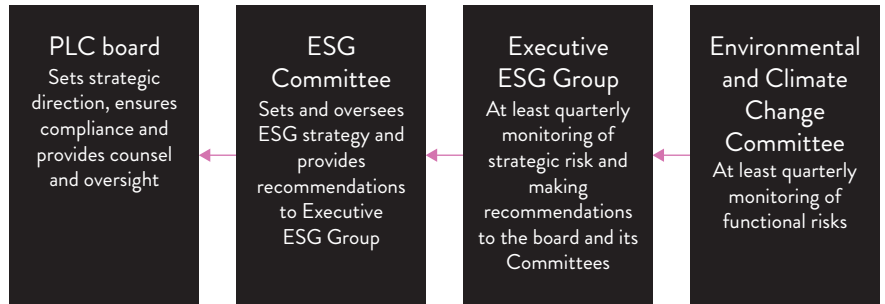 PLC board
Sets strategic
direction, ensures
compliance and
provides counsel
and oversight
ESG
Committee
Sets and oversees
ESG strategy and
provides
recommendations
to Executive
ESG Group
Executive
ESG Group
At least quarterly
monitoring of
strategic risk and
making
recommendations
to the board and its
Committees
Environmental
and Climate
Change
Committee
At least quarterly
monitoring of
functional risks